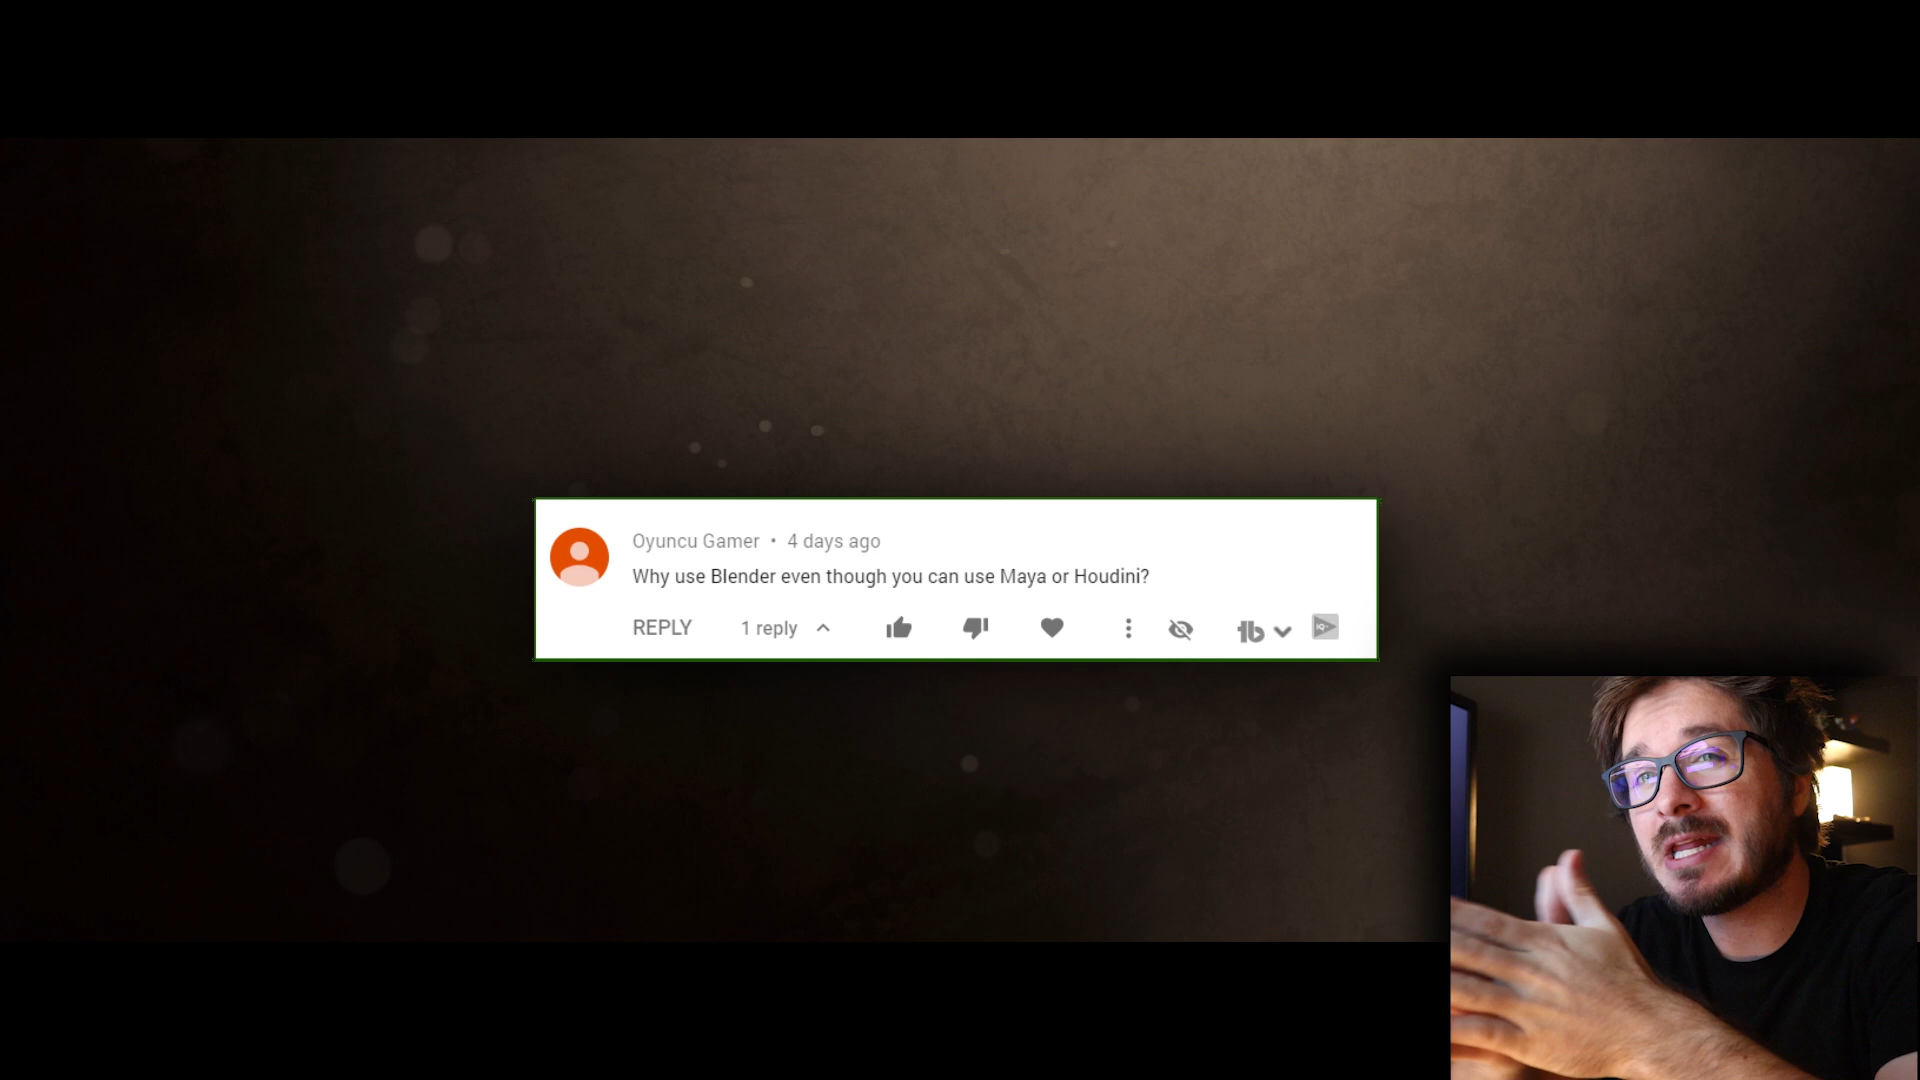 Oyuncu Gamer • 4 days ago
Why use Blender even though you can use Maya or Houdini?
REPLY 1 reply